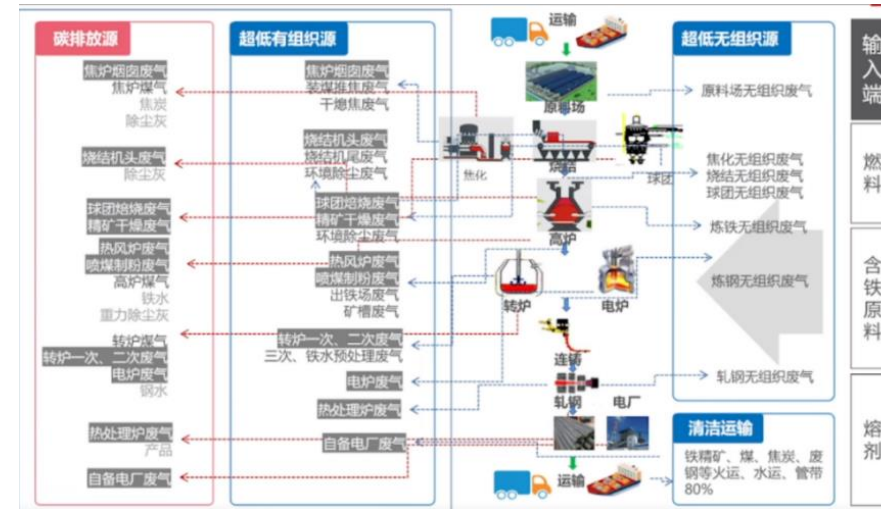 碳排放源
焦炉烟囱废气
焦炉煤气
焦炭
除尘灰
烧结机头废气
除尘灰
球团焙烧废气
精矿干燥废气
热风炉废气
喷煤制粉废气
高炉煤气
铁水
重力除尘灰
转炉煤气
转炉一次、二次废气
电炉废气
钢水
热处理炉废气
产品
自备电厂废气
超低有组织源
焦炉烟囱废气
装煤推焦废气
干熄焦废气
烧结机头废气
烧结机尾废气
环境除尘废气
球团焙烧废气
精矿干燥废气
环境除尘废气
热风炉废气
喷煤制粉废气
出铁场废气
矿槽废气
转炉一次、二次废气
三次、铁水预处理废气
电炉废气
热处理炉废气
自备电厂废气
运输
原料场
焦化
烧结
球团
高炉
转炉
电炉
连铸
轧钢
电厂
运输
超低无组织源
原料场无组织废气
焦化无组织废气
烧结无组织废气
球团无组织废气
炼铁无组织废气
炼钢无组织废气
轧钢无组织废气
清洁运输
铁精矿、煤、焦炭、废
钢等火运、水运、管带
80%
输
入
端
燃
料
含
铁
原
料
熔
剂